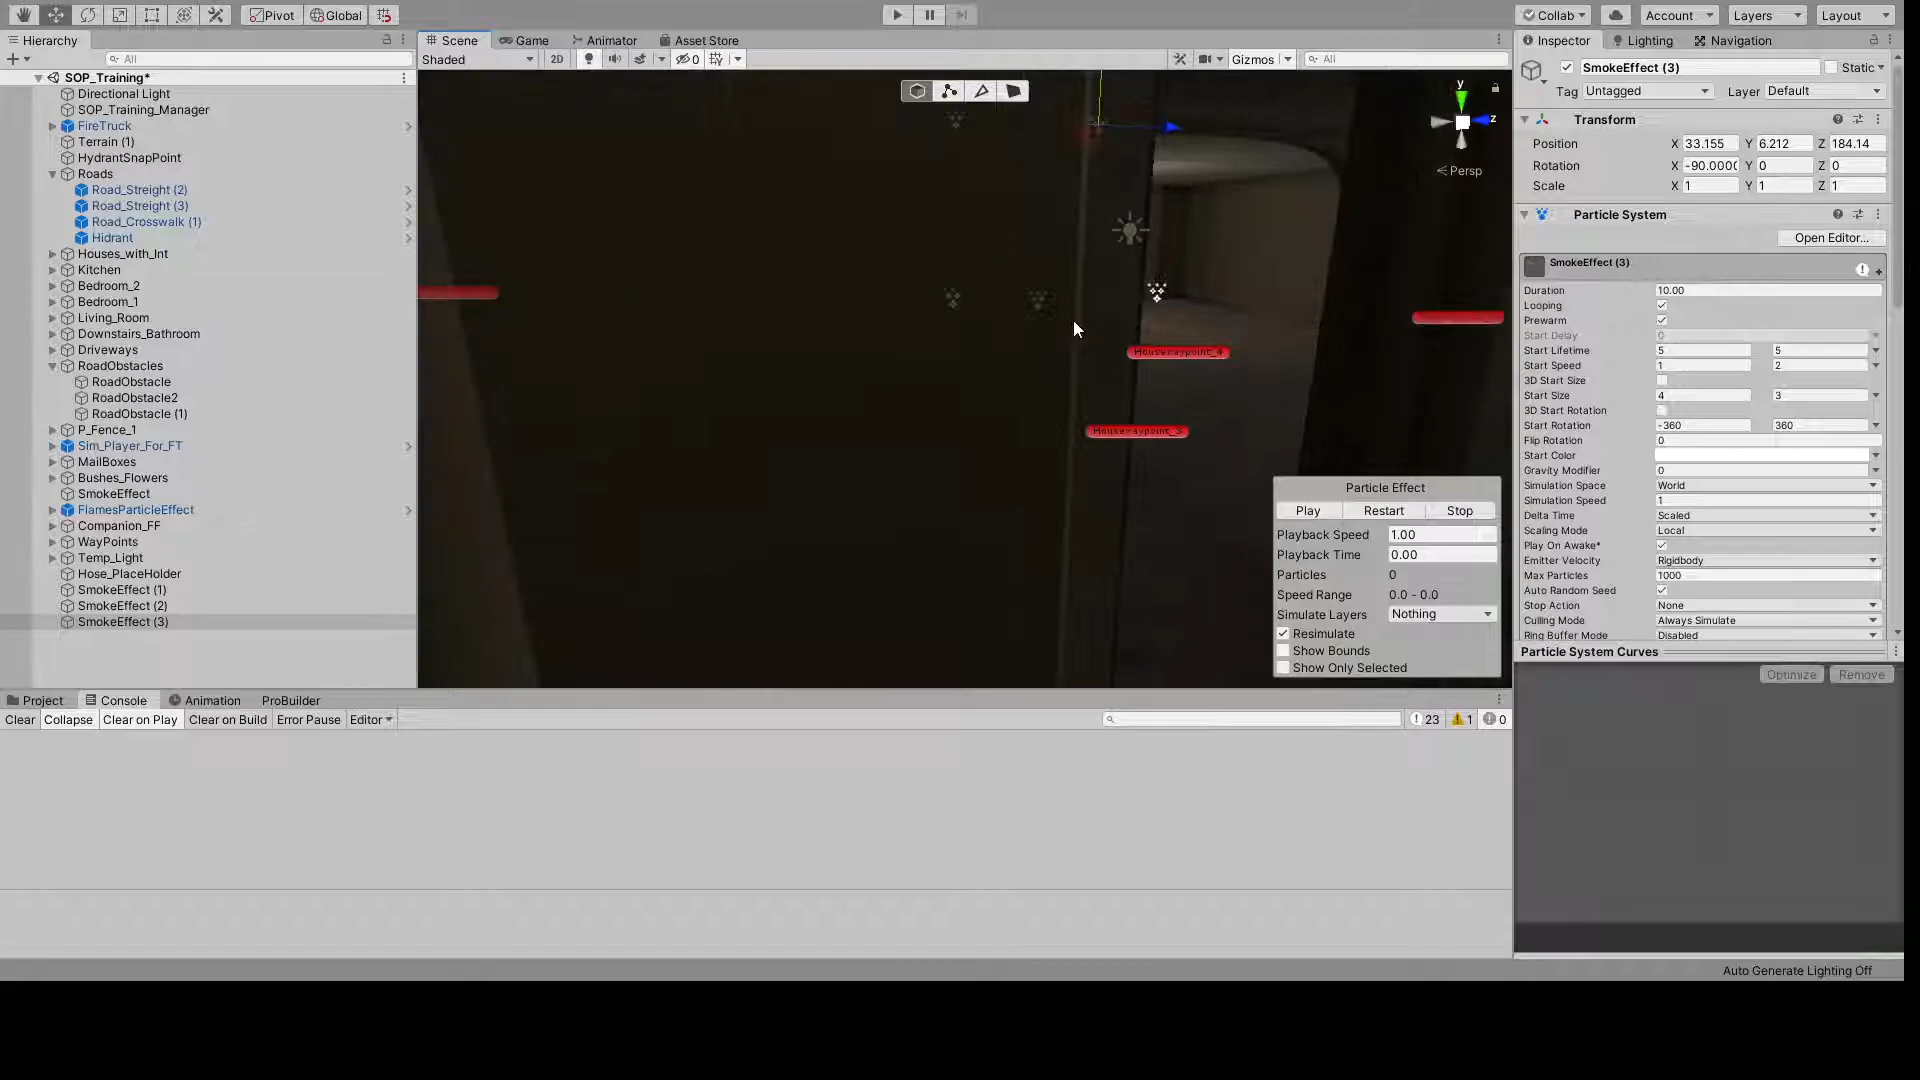 Pivot Global Collab Account Layers Layout
Hierarchy Scene Game Animator Asset Store Inspector Lighting Navigation
All Shaded 2D 0 Gizmos All SmokeEffect (3) Static
SOP_Training*
Directional Light
SOP_Training_Manager
FireTruck
Terrain (1)
HydrantSnapPoint
Roads
Road_Streight (2)
Road_Streight (3)
Road_Crosswalk (1)
Hidrant
Houses_with_Int
Kitchen
Bedroom_2
Bedroom_1
Living_Room
Downstairs_Bathroom
Driveways
RoadObstacles
RoadObstacle
RoadObstacle2
RoadObstacle (1)
P_Fence_1
Sim_Player_For_FT
MailBoxes
Bushes_Flowers
SmokeEffect
FlamesParticleEffect
Companion_FF
WayPoints
Temp_Light
Hose_PlaceHolder
SmokeEffect (1)
SmokeEffect (2)
SmokeEffect (3)
y
z
Persp
Housewaypoint_4
Housewaypoint_3
Particle Effect
Play Restart Stop
Playback Speed 1.00
Playback Time 0.00
Particles 0
Speed Range 0.0 - 0.0
Simulate Layers Nothing
Resimulate
Show Bounds
Show Only Selected
Tag Untagged Layer Default
Transform
Position X 33.155 Y 6.212 Z 184.14
Rotation X -90.000 Y 0 Z 0
Scale X 1 Y 1 Z 1
Particle System
Open Editor...
SmokeEffect (3)
Duration 10.00
Looping
Prewarm
Start Delay 0
Start Lifetime 5 5
Start Speed 1 2
3D Start Size
Start Size 4 3
3D Start Rotation
Start Rotation -360 360
Flip Rotation 0
Start Color
Gravity Modifier 0
Simulation Space World
Simulation Speed 1
Delta Time Scaled
Scaling Mode Local
Play On Awake*
Emitter Velocity Rigidbody
Max Particles 1000
Auto Random Seed
Stop Action None
Culling Mode Always Simulate
Ring Buffer Mode Disabled
Particle System Curves
Optimize Remove
Project Console Animation ProBuilder
Clear Collapse Clear on Play Clear on Build Error Pause Editor 23 1 0
Auto Generate Lighting Off